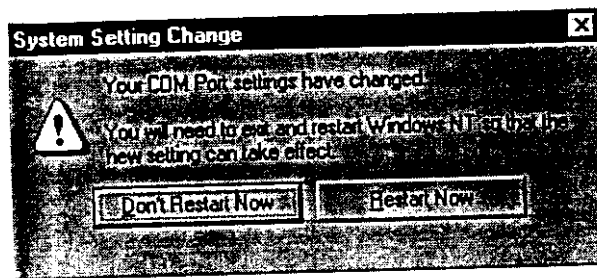 System Setting Change
Your COM Port settings have changed.
You will need to exit and restart Windows NT so that the
new setting can take effect.
Don't Restart Now
Restart Now